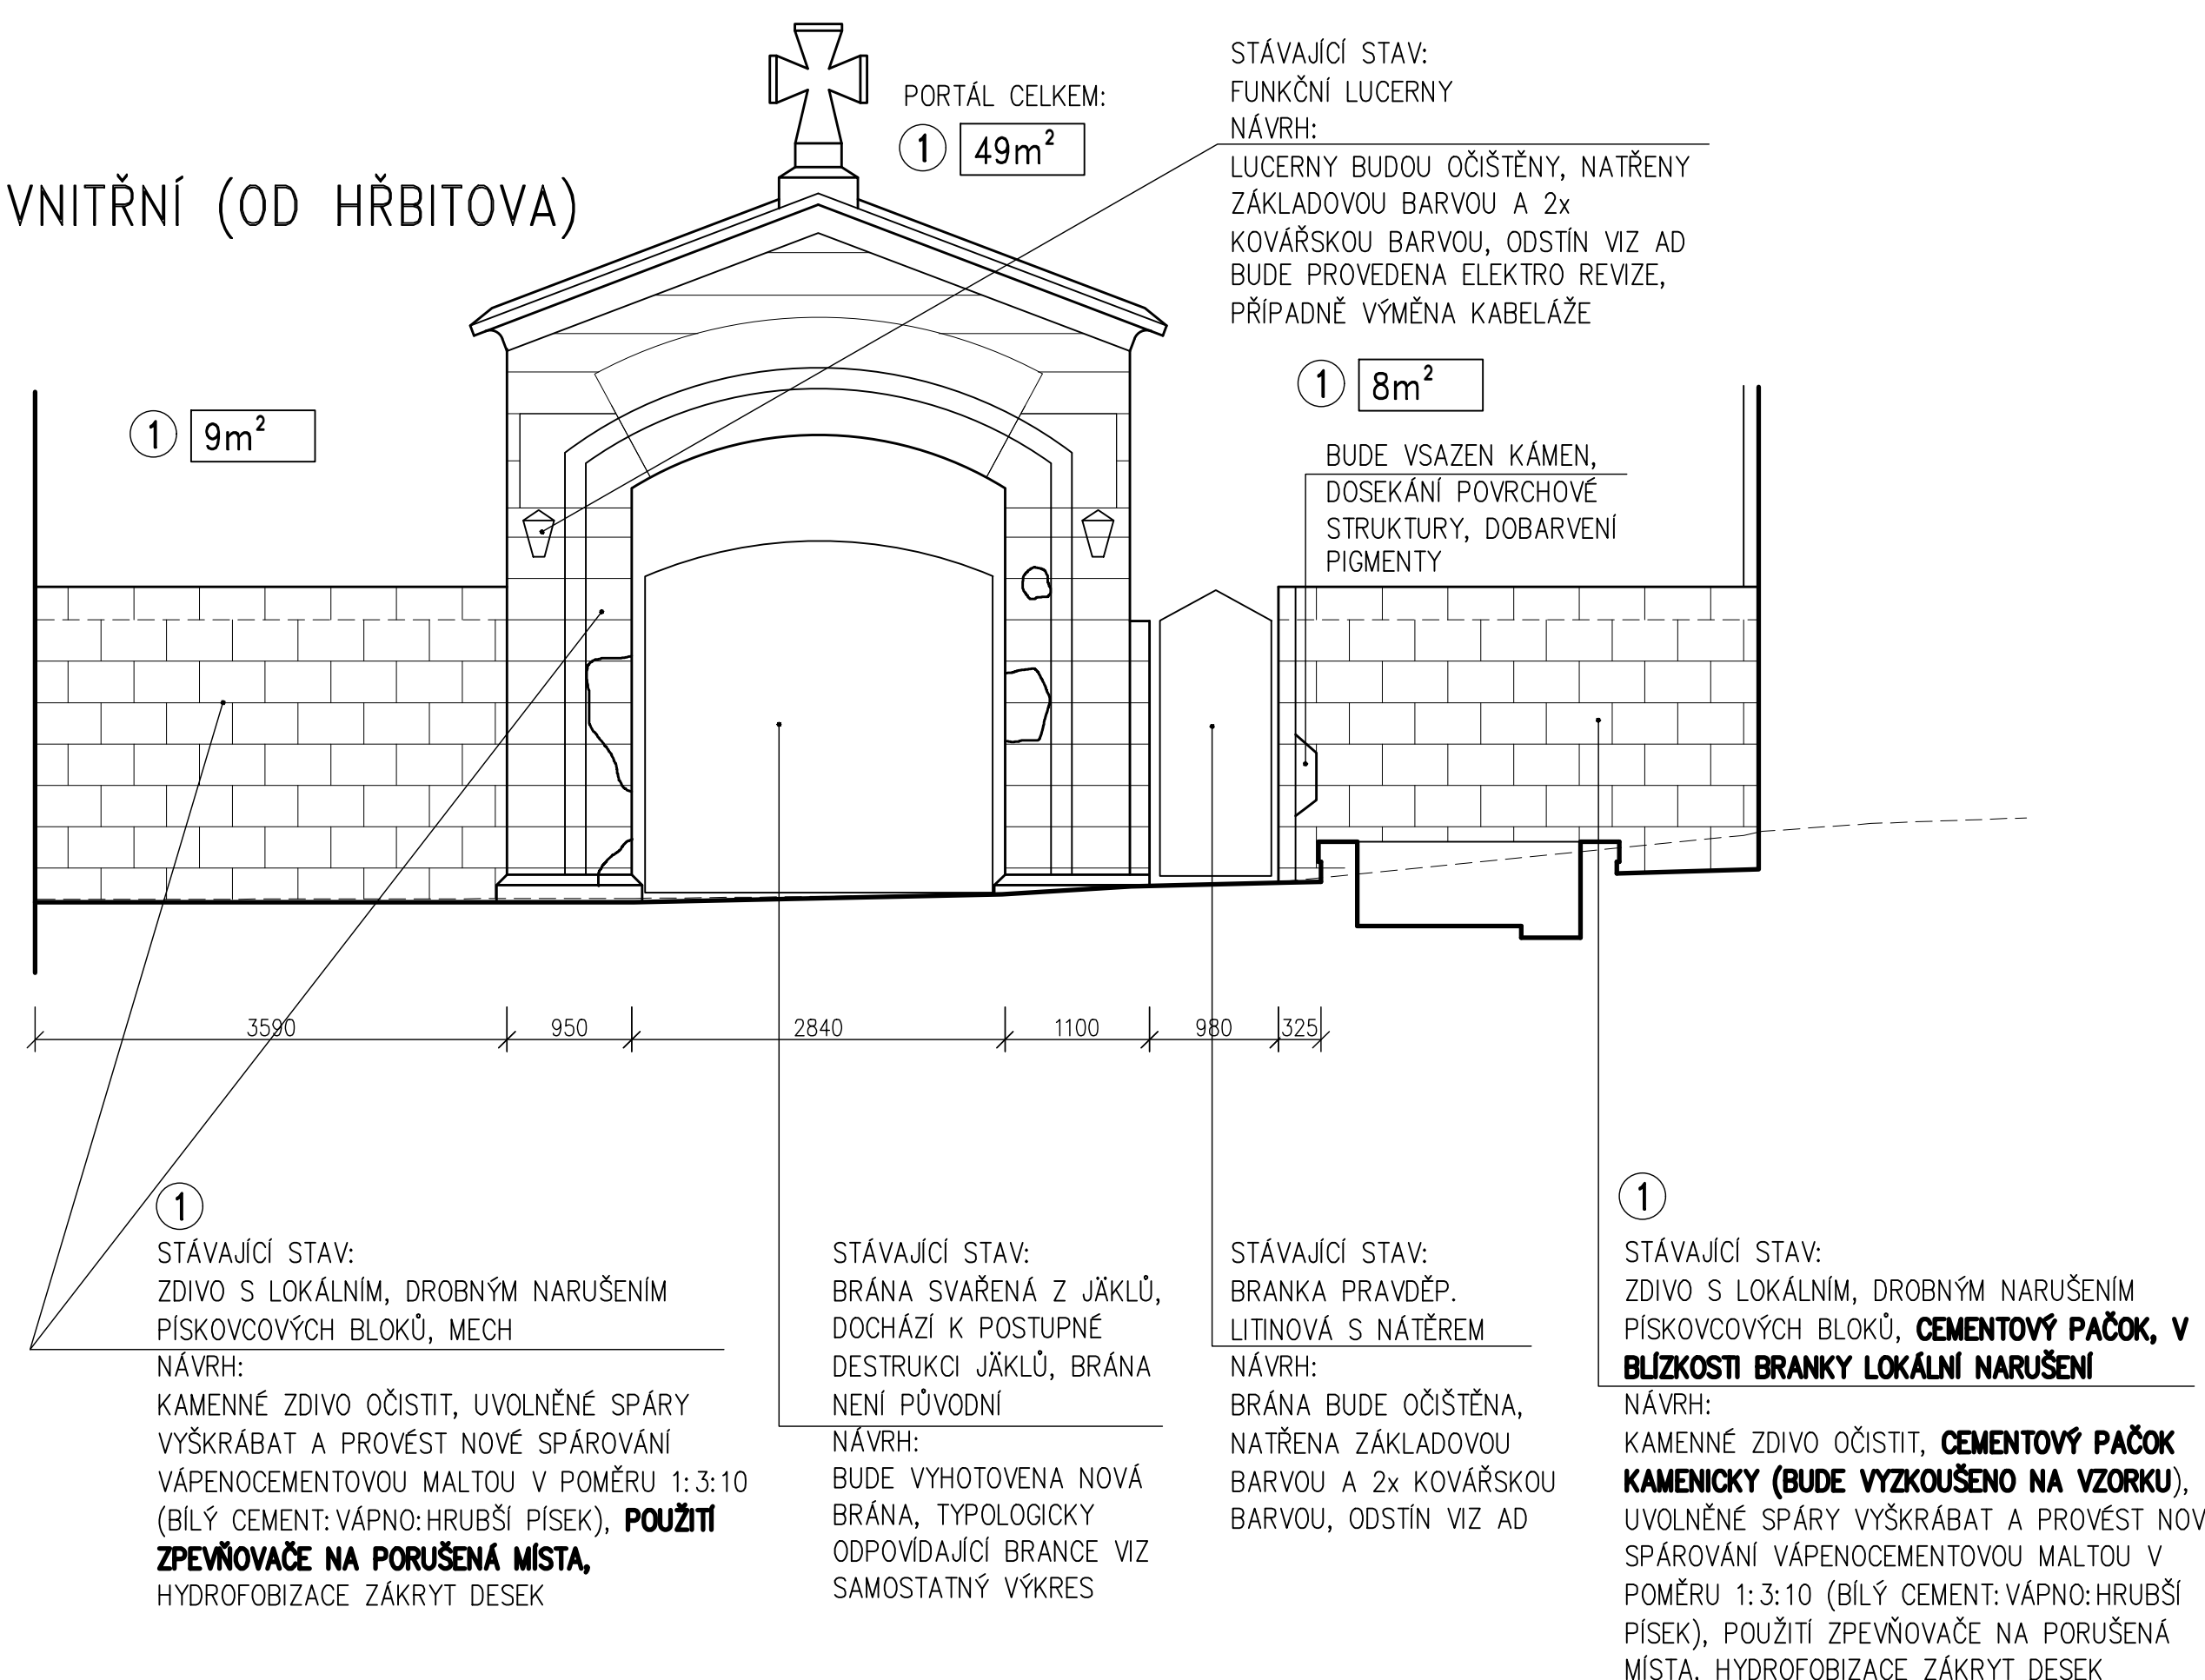 VNITŘNÍ (OD HŘBITOVA)
PORTÁL CELKEM:
1 49m²
STÁVAJÍCÍ STAV:
FUNKČNÍ LUCERNY
NÁVRH:
LUCERNY BUDOU OČIŠTĚNY, NATŘENY
ZÁKLADOVOU BARVOU A 2x
KOVÁŘSKOU BARVOU, ODSTÍN VIZ AD
BUDE PROVEDENA ELEKTRO REVIZE,
PŘÍPADNĚ VÝMĚNA KABELÁŽE
1 9m²
1 8m²
BUDE VSAZEN KÁMEN,
DOSEKÁNÍ POVRCHOVÉ
STRUKTURY, DOBARVENÍ
PIGMENTY
3590 950 2840 1100 980 325
1
STÁVAJÍCÍ STAV:
ZDIVO S LOKÁLNÍM, DROBNÝM NARUŠENÍM
PÍSKOVCOVÝCH BLOKŮ, MECH
NÁVRH:
KAMENNÉ ZDIVO OČISTIT, UVOLNĚNÉ SPÁRY
VYŠKRÁBAT A PROVÉST NOVÉ SPÁROVÁNÍ
VÁPENOCEMENTOVOU MALTOU V POMĚRU 1:3:10
(BÍLÝ CEMENT:VÁPNO:HRUBŠÍ PÍSEK), POUŽITÍ
ZPEVŇOVAČE NA PORUŠENÁ MÍSTA,
HYDROFOBIZACE ZÁKRYT DESEK
STÁVAJÍCÍ STAV:
BRÁNA SVAŘENÁ Z JÄKLŮ,
DOCHÁZÍ K POSTUPNÉ
DESTRUKCI JÄKLŮ, BRÁNA
NENÍ PŮVODNÍ
NÁVRH:
BUDE VYHOTOVENA NOVÁ
BRÁNA, TYPOLOGICKY
ODPOVÍDAJÍCÍ BRANCE VIZ
SAMOSTATNÝ VÝKRES
STÁVAJÍCÍ STAV:
BRANKA PRAVDĚP.
LITINOVÁ S NÁTĚREM
NÁVRH:
BRÁNA BUDE OČIŠTĚNA,
NATŘENA ZÁKLADOVOU
BARVOU A 2x KOVÁŘSKOU
BARVOU, ODSTÍN VIZ AD
1
STÁVAJÍCÍ STAV:
ZDIVO S LOKÁLNÍM, DROBNÝM NARUŠENÍM
PÍSKOVCOVÝCH BLOKŮ, CEMENTOVÝ PAČOK, V
BLÍZKOSTI BRANKY LOKÁLNÍ NARUŠENÍ
NÁVRH:
KAMENNÉ ZDIVO OČISTIT, CEMENTOVÝ PAČOK
KAMENICKY (BUDE VYZKOUŠENO NA VZORKU),
UVOLNĚNÉ SPÁRY VYŠKRÁBAT A PROVÉST NOV
SPÁROVÁNÍ VÁPENOCEMENTOVOU MALTOU V
POMĚRU 1:3:10 (BÍLÝ CEMENT:VÁPNO:HRUBŠÍ
PÍSEK), POUŽITÍ ZPEVŇOVAČE NA PORUŠENÁ
MÍSTA, HYDROFOBIZACE ZÁKRYT DESEK